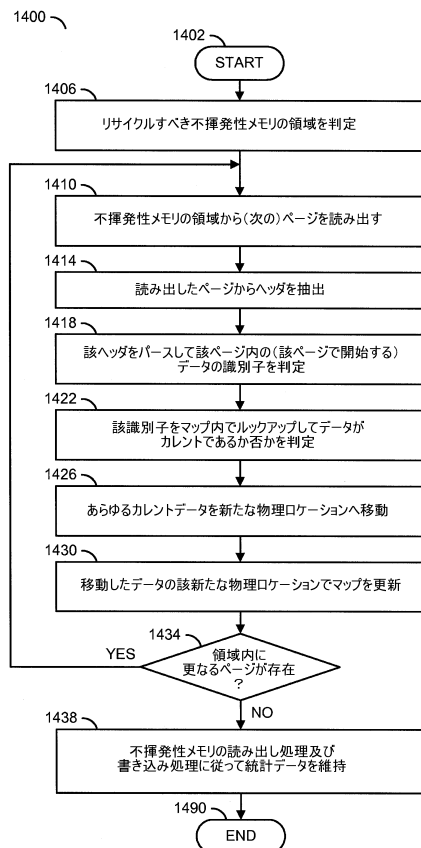 1400
1402
START
1406
リサイクルすべき不揮発性メモリの領域を判定
1410
不揮発性メモリの領域から(次の)ページを読み出す
1414
読み出したページからヘッダを抽出
1418
該ヘッダをパースして該ページ内の(該ページで開始する)
データの識別子を判定
1422
該識別子をマップ内でルックアップしてデータが
カレントであるか否かを判定
1426
あらゆるカレントデータを新たな物理ロケーションへ移動
1430
移動したデータの該新たな物理ロケーションでマップを更新
1434
YES
領域内に
更なるページが存在
?
NO
1438
不揮発性メモリの読み出し処理及び
書き込み処理に従って統計データを維持
1490
END